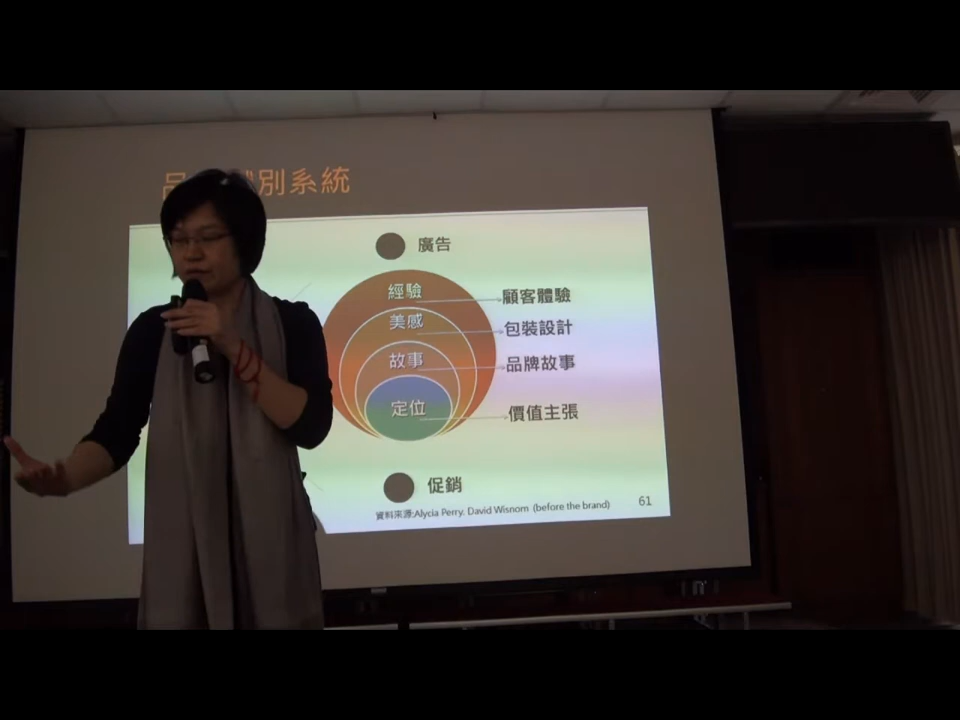 品 別系統
廣告
經驗 顧客體驗
美感 包裝設計
故事 品牌故事
定位 價值主張
促銷
資料來源:Alycia Perry. David Wisnom (before the brand)
61